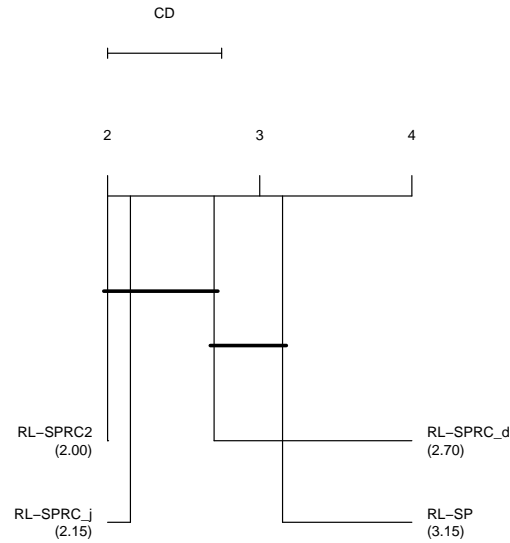 CD
2 3 4
RL−SPRC2
(2.00)
RL−SPRC_d
(2.70)
RL−SPRC_j
(2.15)
RL−SP
(3.15)